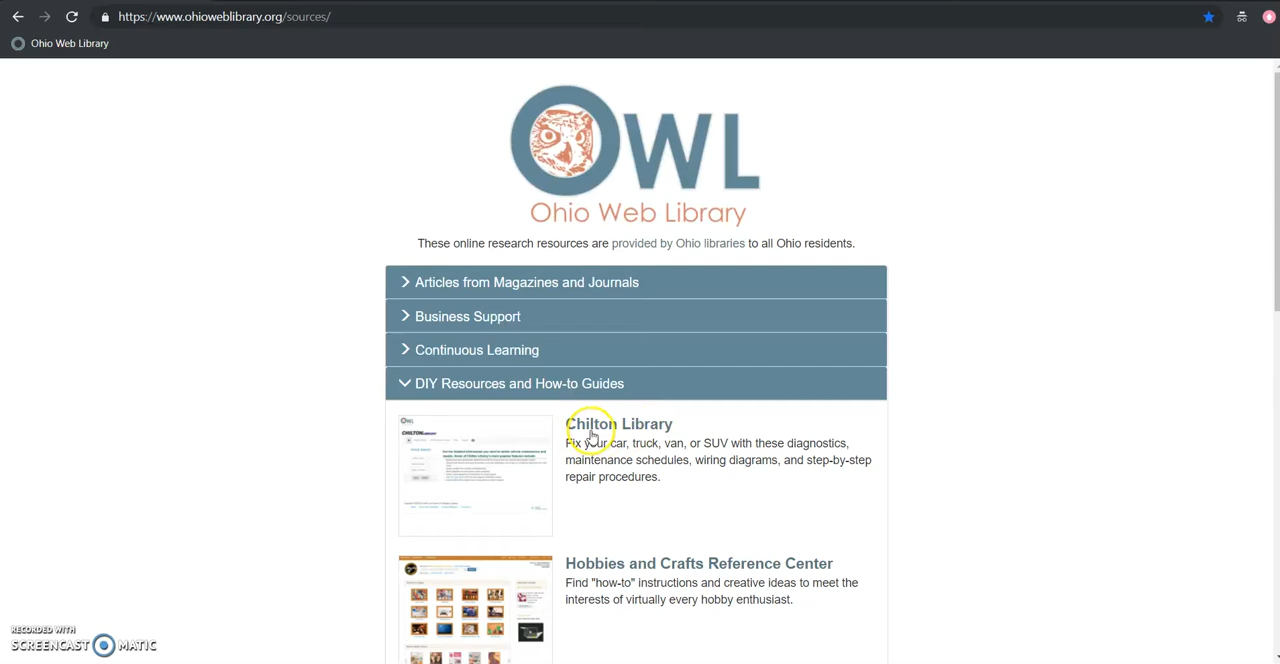 https://www.ohioweblibrary.org/sources/
Ohio Web Library
OWL
Ohio Web Library
These online research resources are provided by Ohio libraries to all Ohio residents.
Articles from Magazines and Journals
Business Support
Continuous Learning
DIY Resources and How-to Guides
OWL
CHILTONLIBRARY
Chilton Library
Fix your car, truck, van, or SUV with these diagnostics,
maintenance schedules, wiring diagrams, and step-by-step
repair procedures.
Hobbies and Crafts Reference Center
Find "how-to" instructions and creative ideas to meet the
interests of virtually every hobby enthusiast.
RECORDED WITH
SCREENCAST MATIC